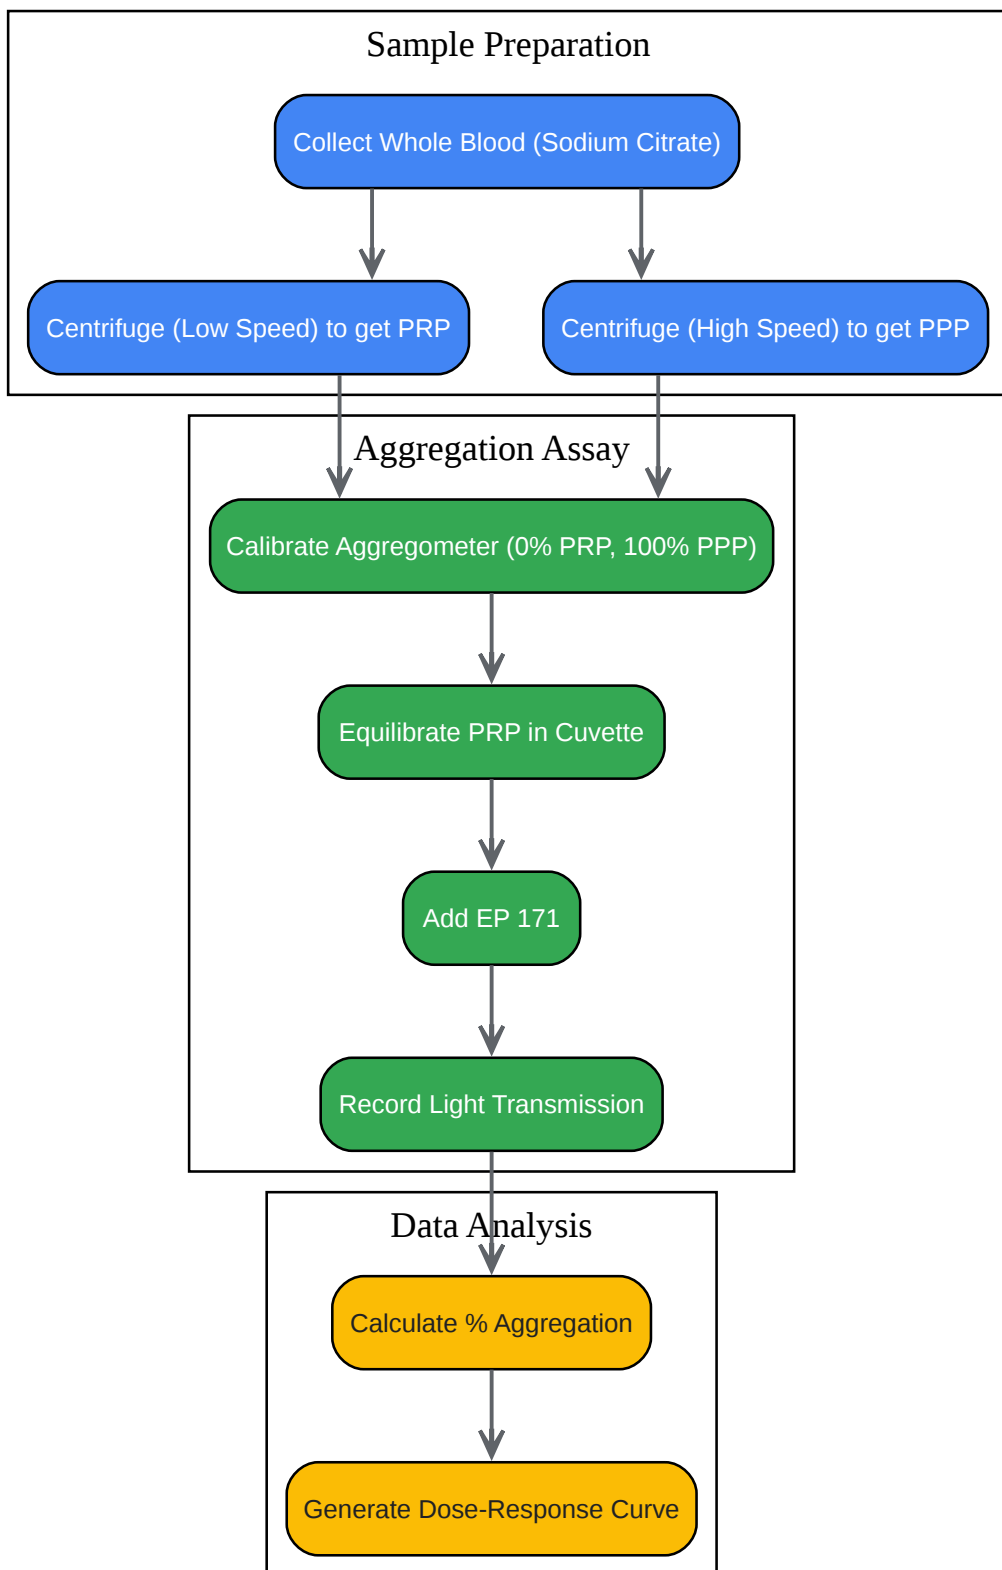 Sample Preparation
Collect Whole Blood (Sodium Citrate)
Centrifuge (Low Speed) to get PRP
Centrifuge (High Speed) to get PPP
Aggregation Assay
Calibrate Aggregometer (0% PRP, 100% PPP)
Equilibrate PRP in Cuvette
Add EP 171
Record Light Transmission
Data Analysis
Calculate % Aggregation
Generate Dose-Response Curve